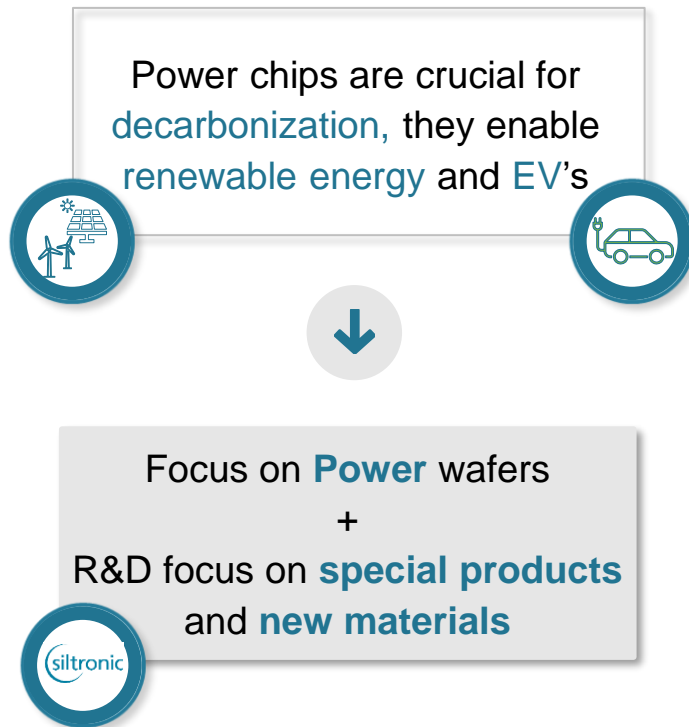 Power chips are crucial for
decarbonization, they enable
renewable energy and EV's
Focus on Power wafers
+
R&D focus on special products
and new materials
siltronic